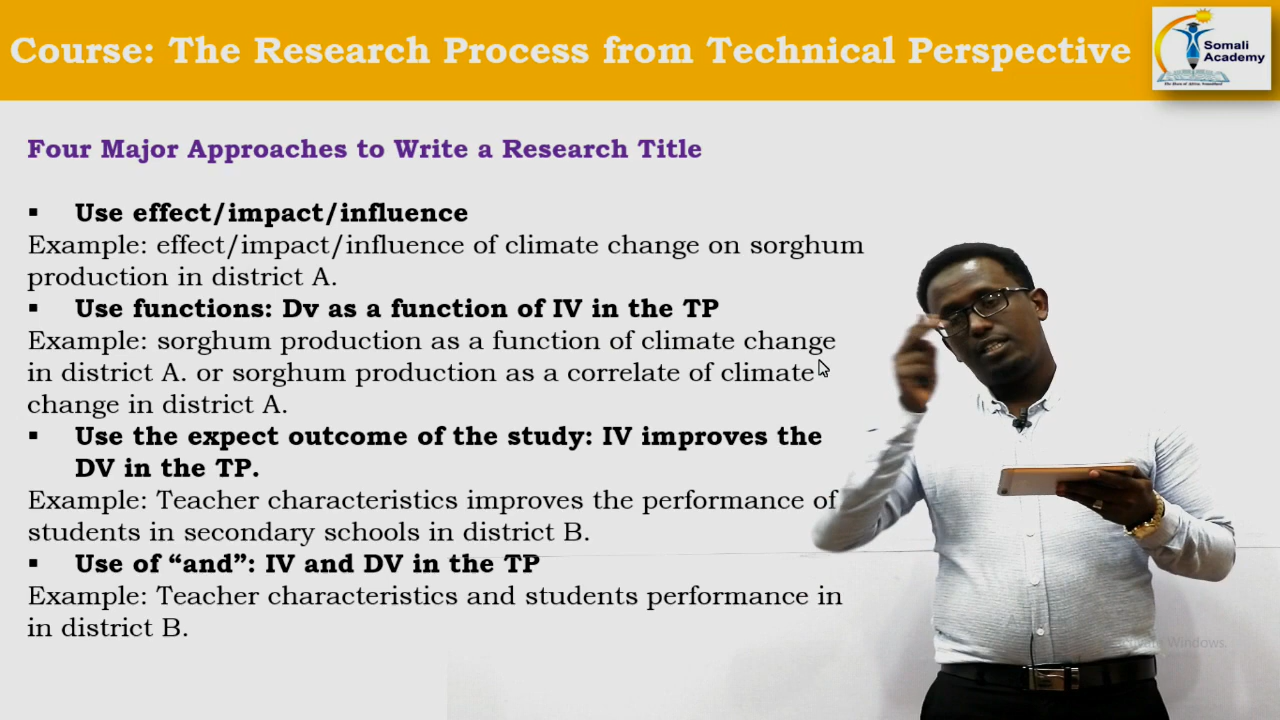 Course: The Research Process from Technical Perspective
Somali
Academy
Four Major Approaches to Write a Research Title
▪ Use effect/impact/influence
Example: effect/impact/influence of climate change on sorghum
production in district A.
▪ Use functions: Dv as a function of IV in the TP
Example: sorghum production as a function of climate change
in district A. or sorghum production as a correlate of climate
change in district A.
▪ Use the expect outcome of the study: IV improves the
DV in the TP.
Example: Teacher characteristics improves the performance of
students in secondary schools in district B.
▪ Use of “and”: IV and DV in the TP
Example: Teacher characteristics and students performance in
in district B.
Windows.